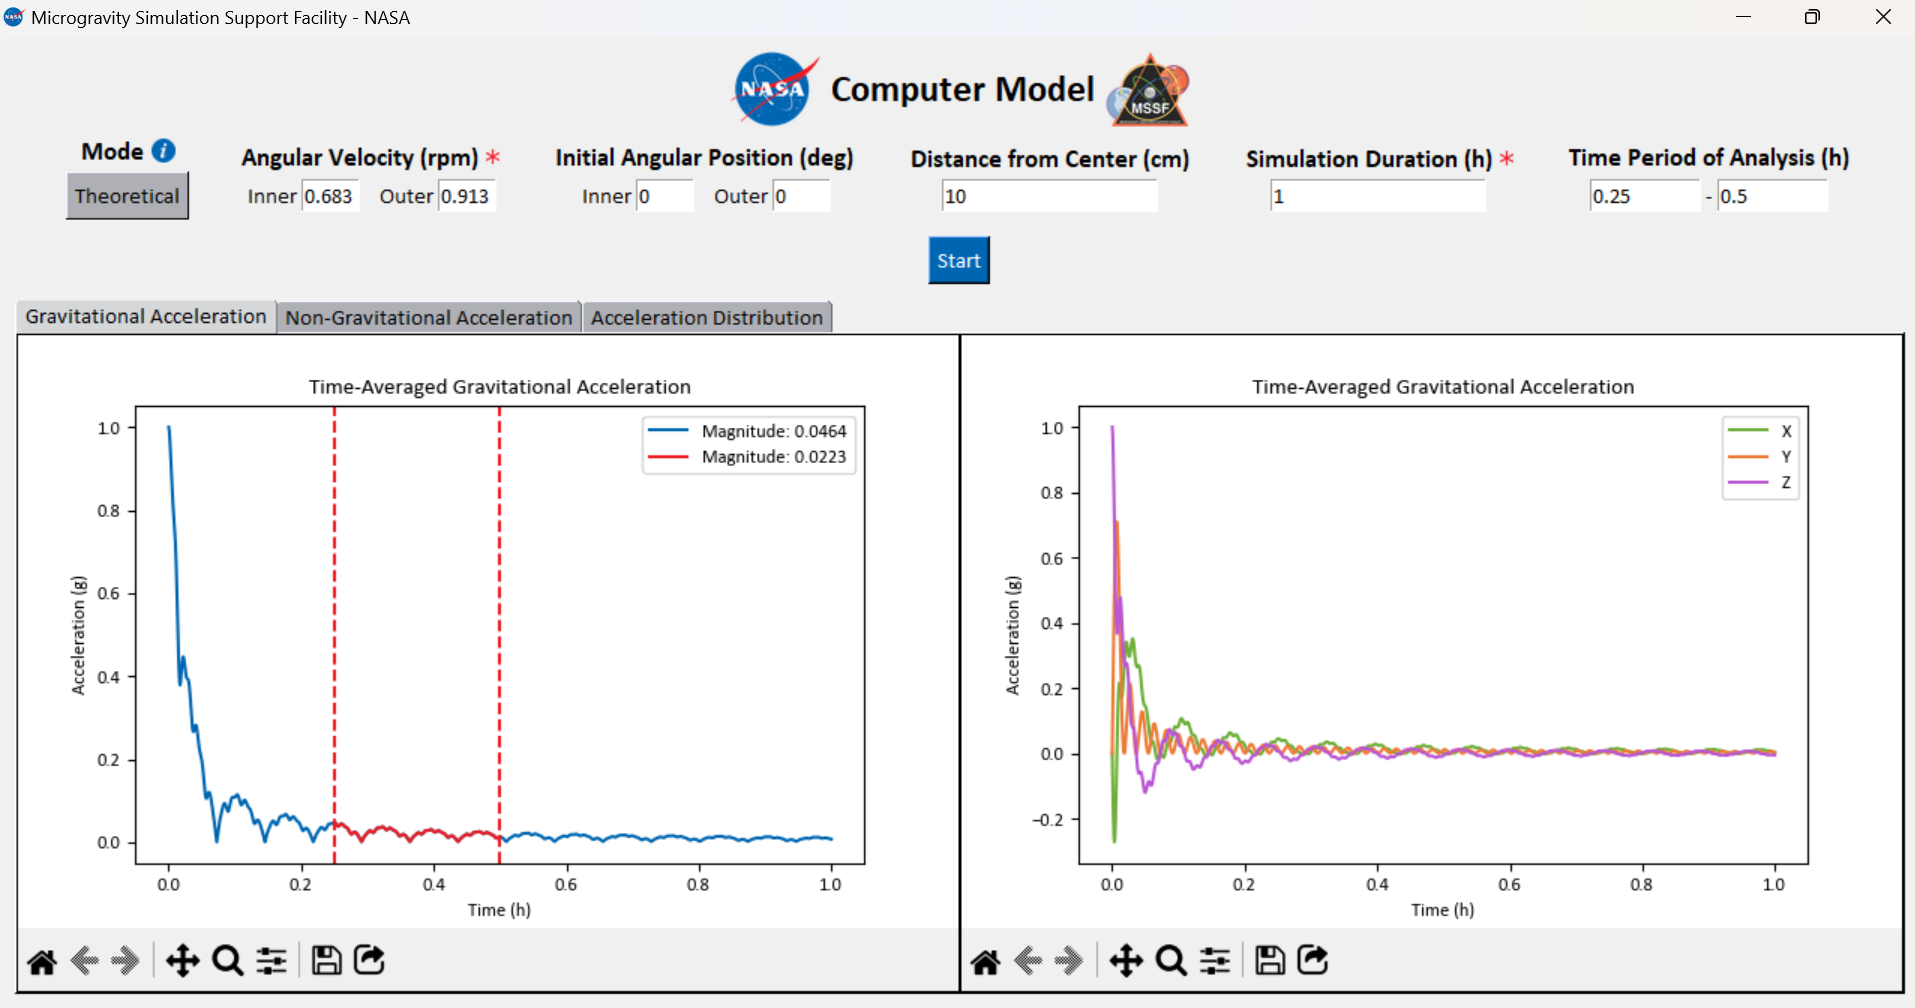 Microgravity Simulation Support Facility - NASA
NASA Computer Model MSSF
Mode i
Theoretical
Angular Velocity (rpm) *
Inner 0.683 Outer 0.913
Initial Angular Position (deg)
Inner 0 Outer 0
Distance from Center (cm)
10
Simulation Duration (h) *
1
Time Period of Analysis (h)
0.25 - 0.5
Start
Gravitational Acceleration Non-Gravitational Acceleration Acceleration Distribution
Time-Averaged Gravitational Acceleration
Magnitude: 0.0464
Magnitude: 0.0223
1.0
0.8
0.6
0.4
0.2
0.0
Acceleration (g)
0.0 0.2 0.4 0.6 0.8 1.0
Time (h)
Time-Averaged Gravitational Acceleration
X
Y
Z
1.0
0.8
0.6
0.4
0.2
0.0
−0.2
Acceleration (g)
0.0 0.2 0.4 0.6 0.8 1.0
Time (h)